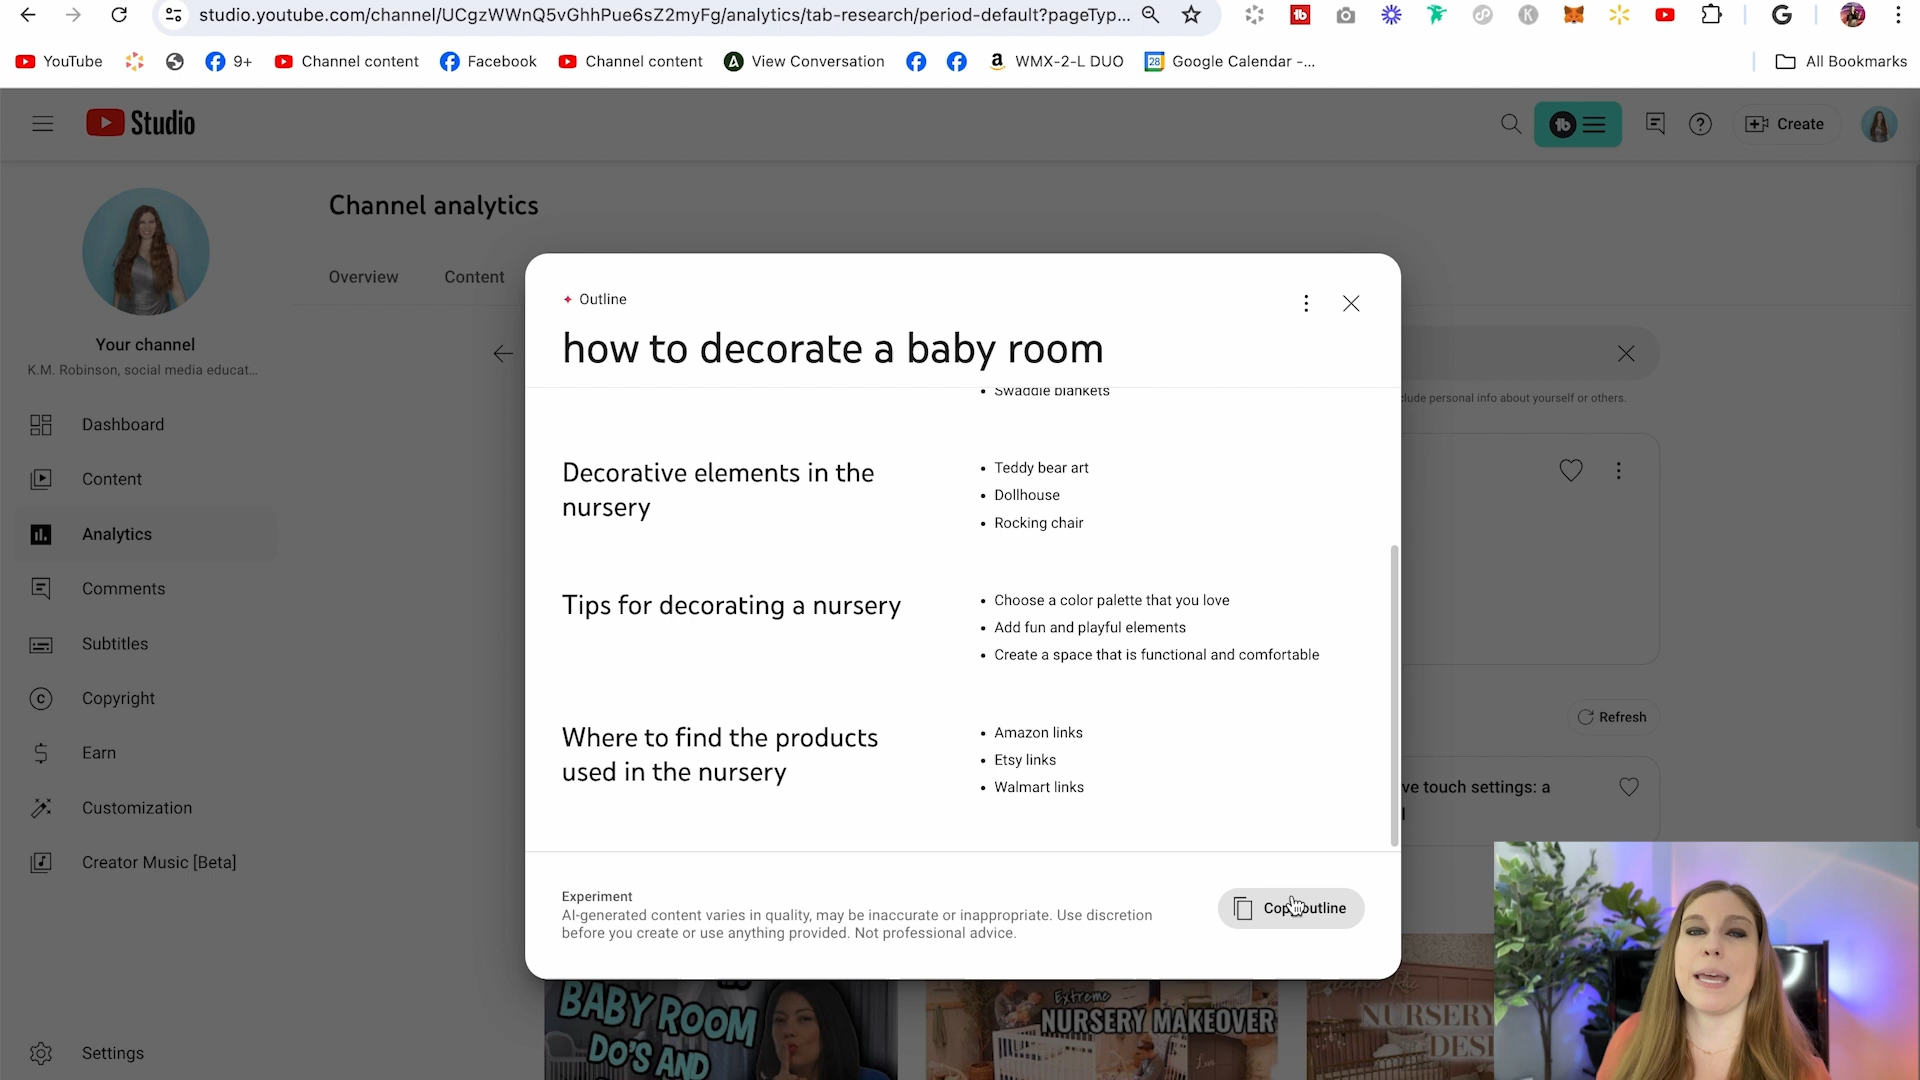 studio.youtube.com/channel/UCgzWWnQ5vGhhPue6sZ2myFg/analytics/tab-research/period-default?pageTyp...
YouTube 9+ Channel content Facebook Channel content View Conversation WMX-2-L DUO Google Calendar -... All Bookmarks
Studio
Create
Channel analytics
Overview Content
Your channel
K.M. Robinson, social media educat...
Dashboard
Content
Analytics
Comments
Subtitles
Copyright
Earn
Customization
Creator Music [Beta]
Settings
Outline
how to decorate a baby room
Swaddle blankets
Decorative elements in the
nursery
• Teddy bear art
• Dollhouse
• Rocking chair
Tips for decorating a nursery
• Choose a color palette that you love
• Add fun and playful elements
• Create a space that is functional and comfortable
Where to find the products
used in the nursery
• Amazon links
• Etsy links
• Walmart links
Experiment
AI-generated content varies in quality, may be inaccurate or inappropriate. Use discretion
before you create or use anything provided. Not professional advice.
Copy outline
personal info about yourself or others.
Refresh
touch settings: a
BABY ROOM
DO'S AND
Extreme
NURSERY MAKEOVER
NURSERY